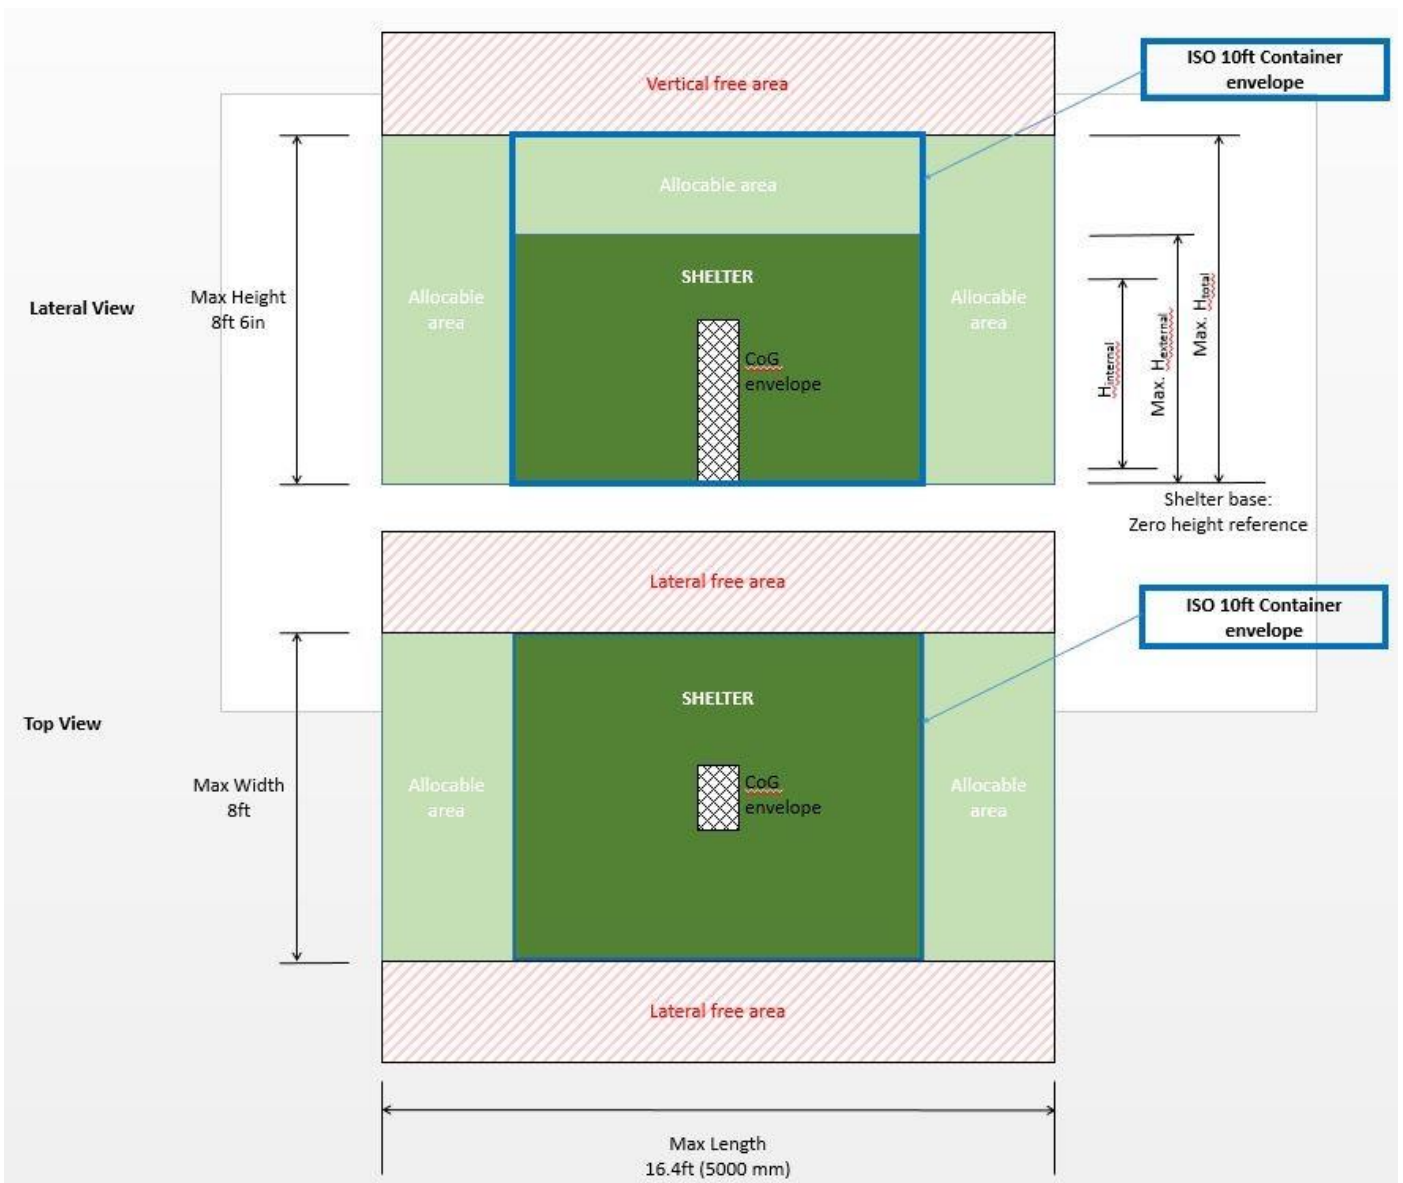 Vertical free area
ISO 10ft Container
envelope
Allocable area
SHELTER
Lateral View
Max Height
8ft 6in
Allocable
area
Allocable
area
CoG
envelope
Hinternal
Max. Hexternal
Max. Htotal
Shelter base:
Zero height reference
Lateral free area
ISO 10ft Container
envelope
SHELTER
Top View
Max Width
8ft
Allocable
area
CoG
envelope
Allocable
area
Lateral free area
Max Length
16.4ft (5000 mm)